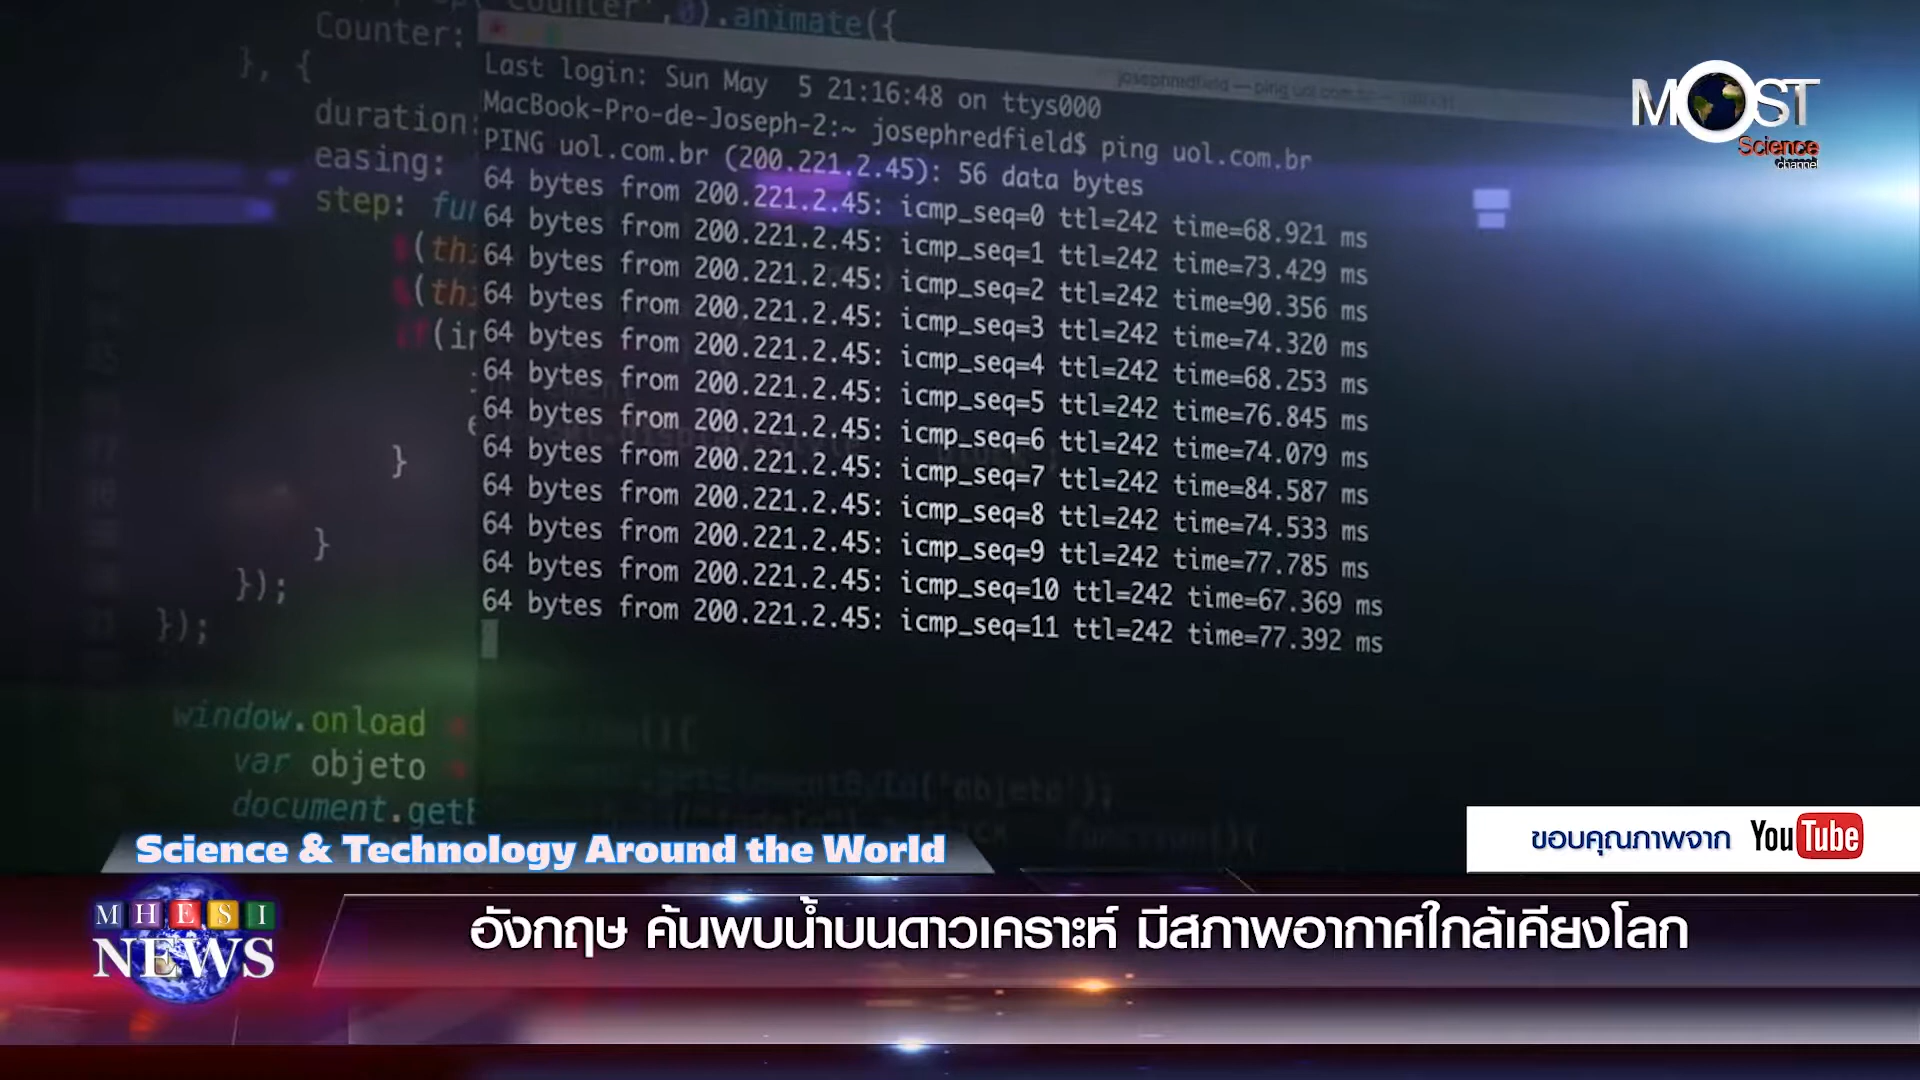 Counter', 0).animate({
Counter:
}, {
duration:
easing:
step:
}
}
});
});
window.onload
var objeto
document.getE
Last login: Sun May  5 21:16:48 on ttys000
MacBook-Pro-de-Joseph-2:~ josephredfield$ ping uol.com.br
PING uol.com.br (200.221.2.45): 56 data bytes
64 bytes from 200.221.2.45: icmp_seq=0 ttl=242 time=68.921 ms
64 bytes from 200.221.2.45: icmp_seq=1 ttl=242 time=73.429 ms
64 bytes from 200.221.2.45: icmp_seq=2 ttl=242 time=90.356 ms
64 bytes from 200.221.2.45: icmp_seq=3 ttl=242 time=74.320 ms
64 bytes from 200.221.2.45: icmp_seq=4 ttl=242 time=68.253 ms
64 bytes from 200.221.2.45: icmp_seq=5 ttl=242 time=76.845 ms
64 bytes from 200.221.2.45: icmp_seq=6 ttl=242 time=74.079 ms
64 bytes from 200.221.2.45: icmp_seq=7 ttl=242 time=84.587 ms
64 bytes from 200.221.2.45: icmp_seq=8 ttl=242 time=74.533 ms
64 bytes from 200.221.2.45: icmp_seq=9 ttl=242 time=77.785 ms
64 bytes from 200.221.2.45: icmp_seq=10 ttl=242 time=67.369 ms
64 bytes from 200.221.2.45: icmp_seq=11 ttl=242 time=77.392 ms
MOST
Science
channel
ขอบคุณภาพจาก YouTube
Science & Technology Around the World
MHESI
NEWS
อังกฤษ ค้นพบน้ำบนดาวเคราะห์ มีสภาพอากาศใกล้เคียงโลก